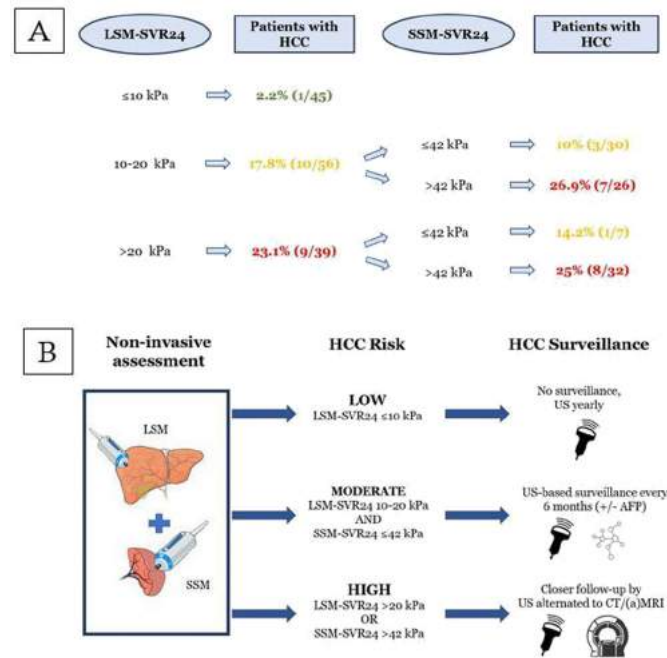 A
LSM-SVR24
Patients with
HCC
SSM-SVR24
Patients with
HCC
≤10 kPa
2.2% (1/45)
10-20 kPa
17.8% (10/56)
≤42 kPa
10% (3/30)
>42 kPa
26.9% (7/26)
>20 kPa
23.1% (9/39)
≤42 kPa
14.2% (1/7)
>42 kPa
25% (8/32)
B
Non-invasive
assessment
HCC Risk
HCC Surveillance
LSM
SSM
LOW
LSM-SVR24 ≤10 kPa
No surveillance,
US yearly
MODERATE
LSM-SVR24 10-20 kPa
AND
SSM-SVR24 ≤42 kPa
US-based surveillance every
6 months (+/- AFP)
HIGH
LSM-SVR24 >20 kPa
OR
SSM-SVR24 >42 kPa
Closer follow-up by
US alternated to CT/(a)MRI